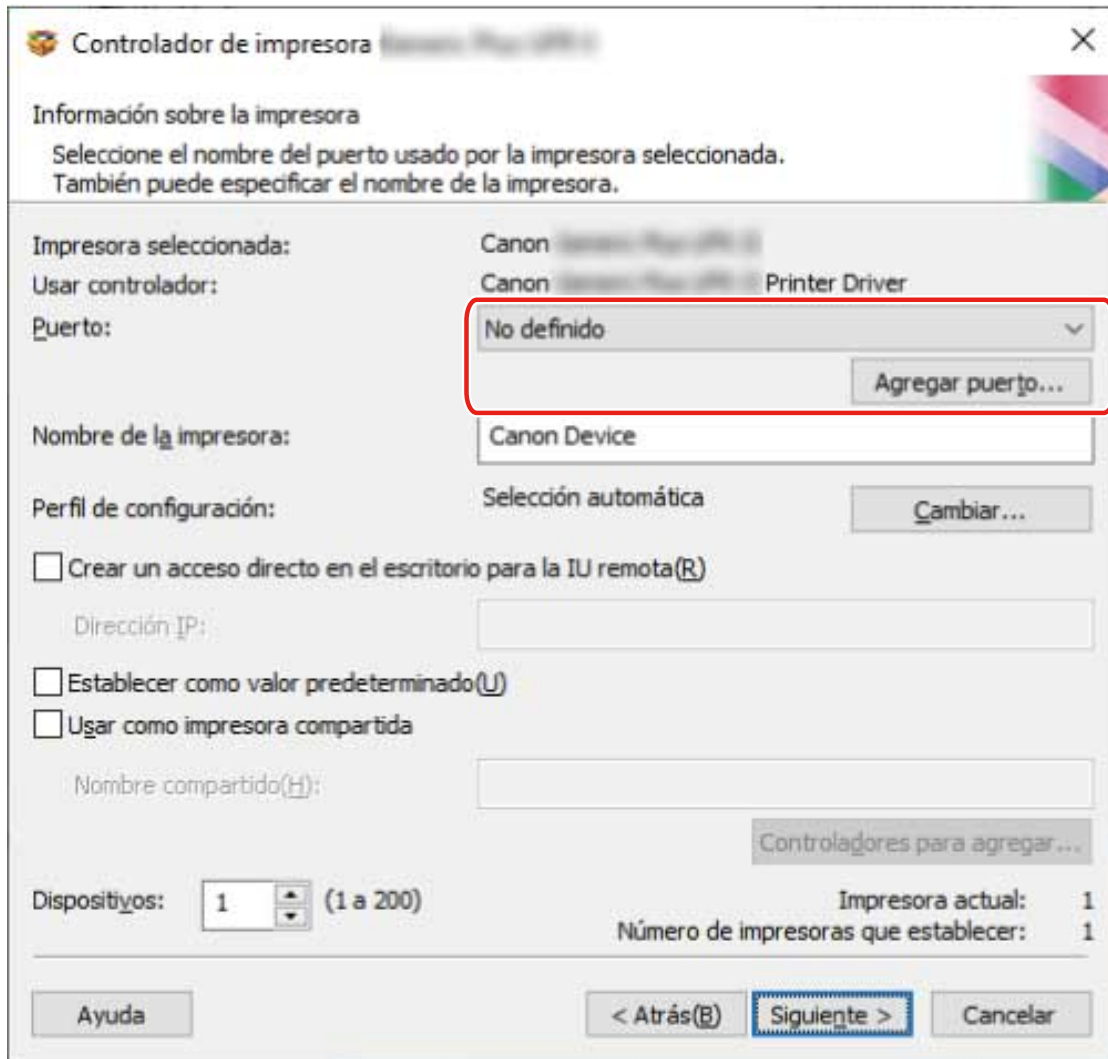 Controlador de impresora
Información sobre la impresora
Seleccione el nombre del puerto usado por la impresora seleccionada.
También puede especificar el nombre de la impresora.
Impresora seleccionada: Canon
Usar controlador: Canon Printer Driver
Puerto: No definido
Agregar puerto...
Nombre de la impresora: Canon Device
Perfil de configuración: Selección automática Cambiar...
Crear un acceso directo en el escritorio para la IU remota(R)
Dirección IP:
Establecer como valor predeterminado(U)
Usar como impresora compartida
Nombre compartido(H):
Controladores para agregar...
Dispositivos: 1 (1 a 200) Impresora actual: 1
Número de impresoras que establecer: 1
Ayuda < Atrás(B) Siguiente > Cancelar